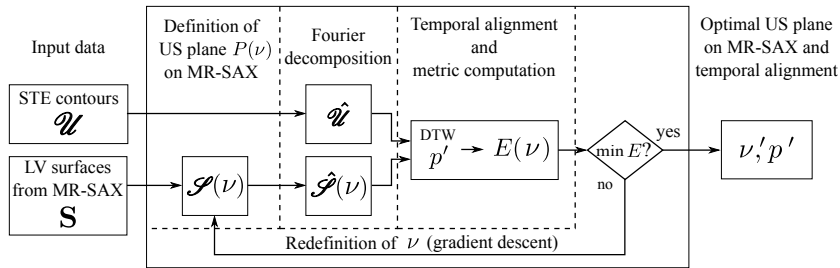 Input data
Definition of
US plane P(ν)
on MR-SAX
Fourier
decomposition
Temporal alignment
and
metric computation
Optimal US plane
on MR-SAX and
temporal alignment
STE contours
𝒰
𝒰̂
DTW
p′
E(ν)
min E?
yes
no
ν′, p′
LV surfaces
from MR-SAX
S
𝒮(ν)
𝒮̂(ν)
Redefinition of ν (gradient descent)